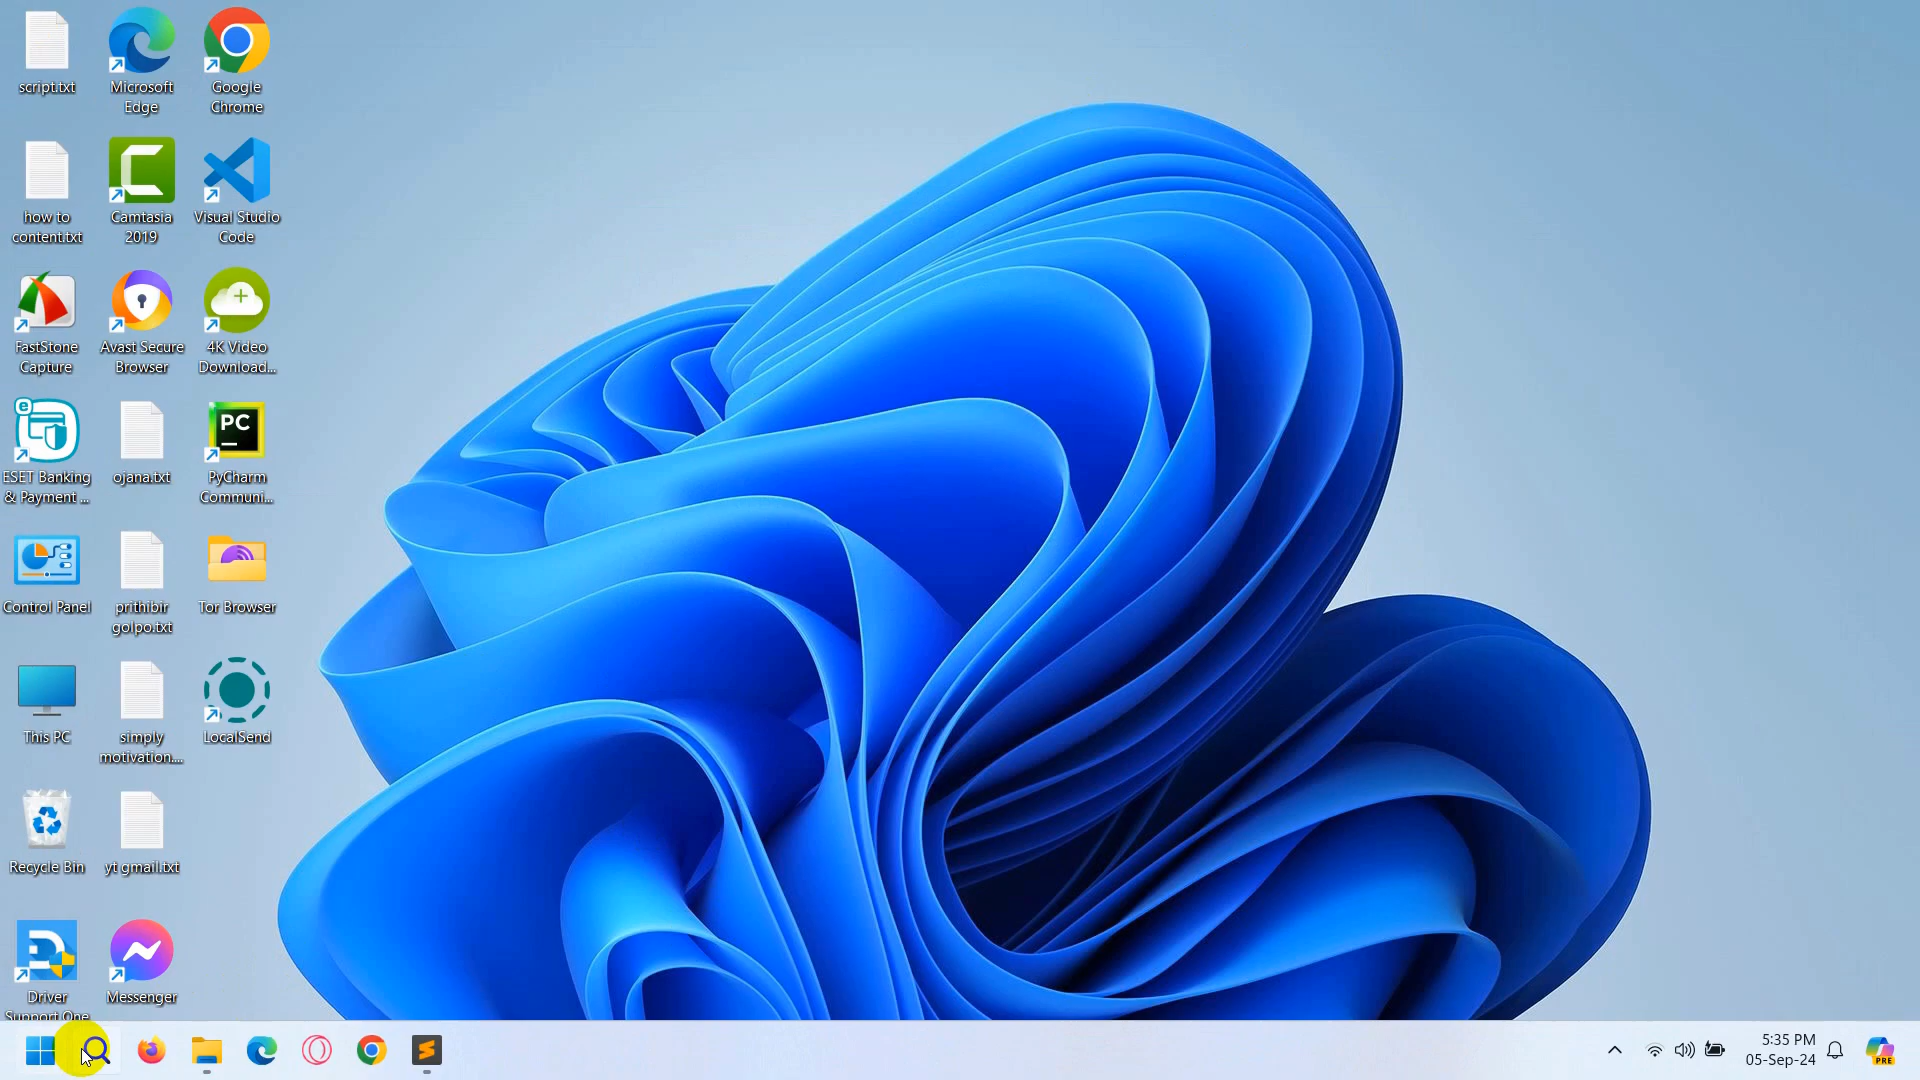 script.txt
Microsoft
Edge
Google
Chrome
how to
content.txt
Camtasia
2019
Visual Studio
Code
FastStone
Capture
Avast Secure
Browser
4K Video
Download...
ESET Banking
& Payment ...
ojana.txt
PC
PyCharm
Communi...
Control Panel
prithibir
golpo.txt
Tor Browser
This PC
simply
motivation....
LocalSend
Recycle Bin
yt gmail.txt
Driver
Support One
Messenger
5:35 PM
05-Sep-24
PRE